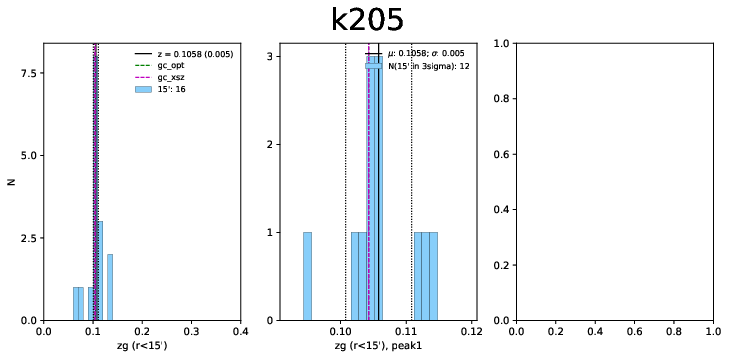 k205
z = 0.1058 (0.005)
gc_opt
gc_xsz
15': 16
N
7.5
5.0
2.5
0.0
0.0 0.1 0.2 0.3 0.4
zg (r<15')
μ: 0.1058; σ: 0.005
N(15' in 3sigma): 12
3
2
1
0
0.10 0.11 0.12
zg (r<15'), peak1
1.0
0.8
0.6
0.4
0.2
0.0
0.0 0.2 0.4 0.6 0.8 1.0